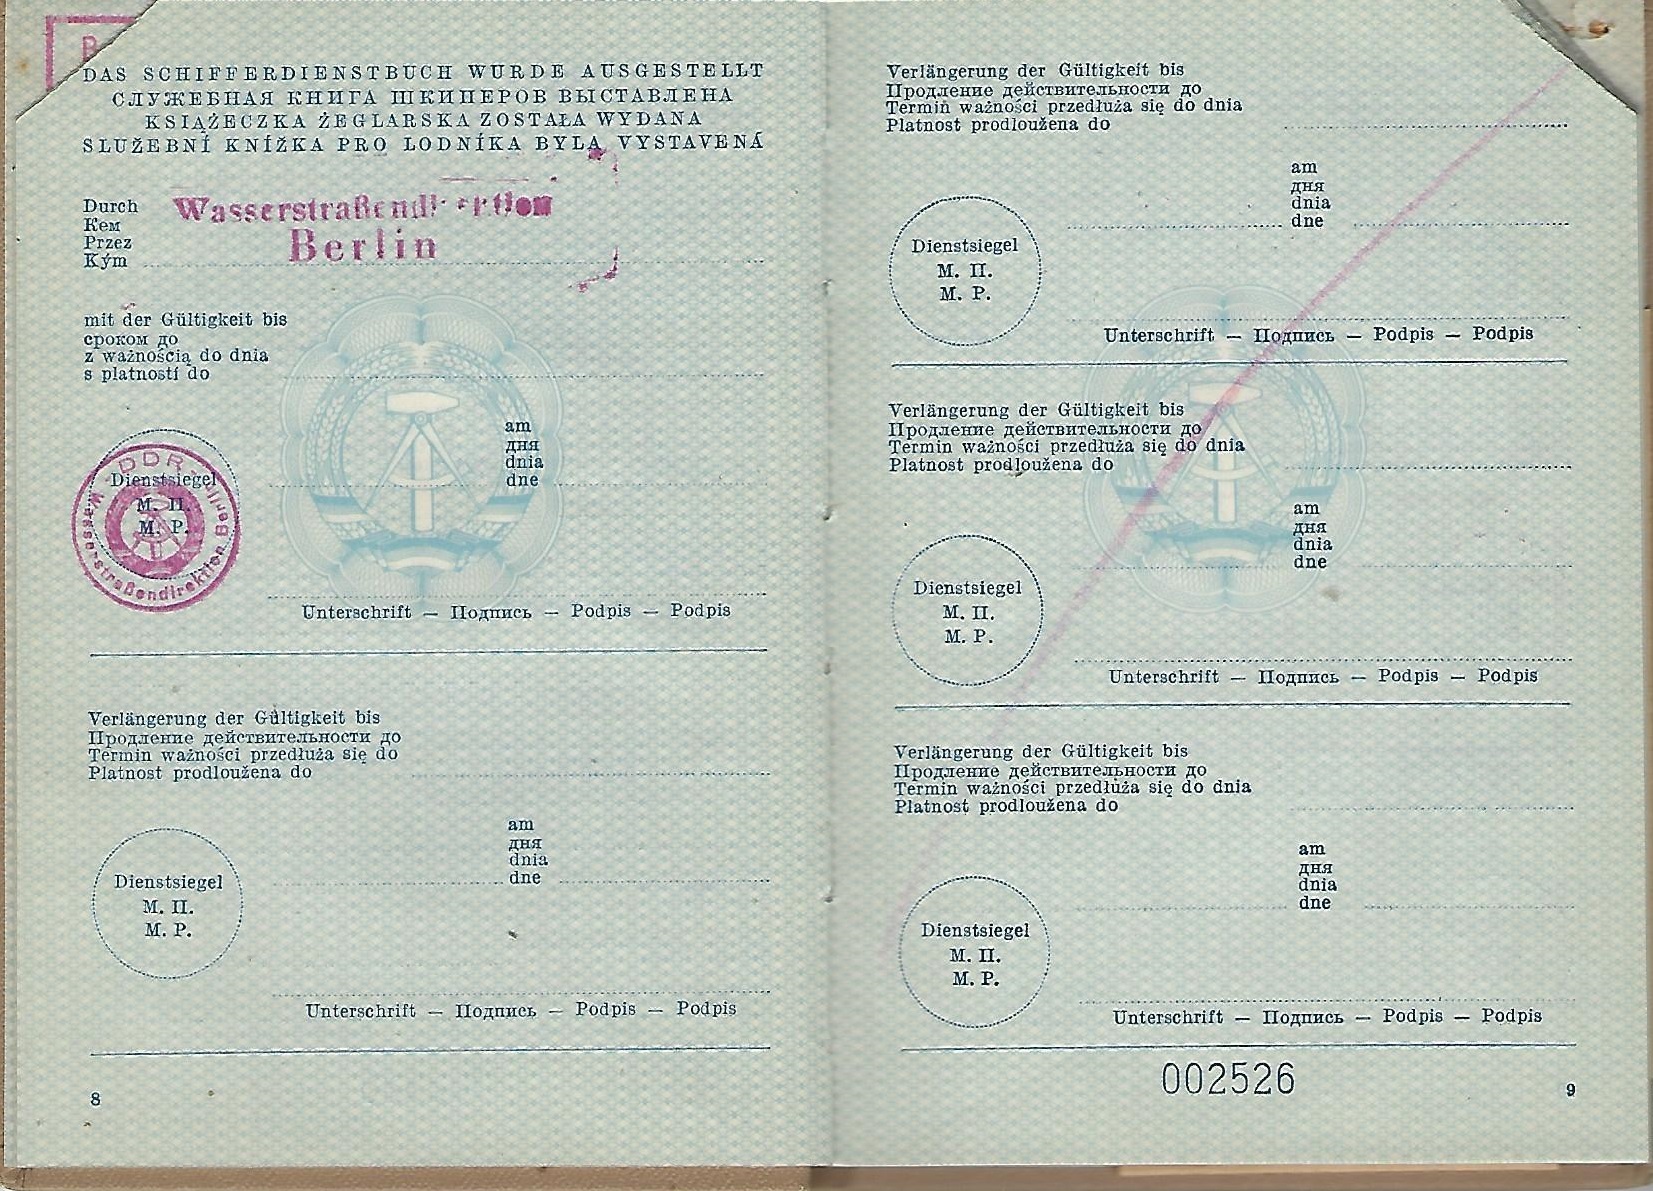 B
DAS SCHIFFERDIENSTBUCH WURDE AUSGESTELLT
СЛУЖЕБНАЯ КНИГА ШКИПЕРОВ ВЫСТАВЛЕНА
KSIĄŻECZKA ŻEGLARSKA ZOSTAŁA WYDANA
SLUŽEBNÍ KNÍŽKA PRO LODNÍKA BYLA VYSTAVENÁ
Durch
Кем
Przez
Kým
Wasserstraßendirektion
Berlin
mit der Gültigkeit bis
сроком до
z ważnością do dnia
s platností do
am
дня
dnia
dne
DDR
Wasserstraßendirektion Berlin
Dienstsiegel
М. П.
M. P.
Unterschrift — Подпись — Podpis — Podpis
Verlängerung der Gültigkeit bis
Продление действительности до
Termin ważności przedłuża się do
Platnost prodloužena do
am
дня
dnia
dne
Dienstsiegel
М. П.
M. P.
Unterschrift — Подпись — Podpis — Podpis
8
Verlängerung der Gültigkeit bis
Продление действительности до
Termin ważności przedłuża się do dnia
Platnost prodloužena do
am
дня
dnia
dne
Dienstsiegel
М. П.
M. P.
Unterschrift — Подпись — Podpis — Podpis
Verlängerung der Gültigkeit bis
Продление действительности до
Termin ważności przedłuża się do dnia
Platnost prodloužena do
am
дня
dnia
dne
Dienstsiegel
М. П.
M. P.
Unterschrift — Подпись — Podpis — Podpis
Verlängerung der Gültigkeit bis
Продление действительности до
Termin ważności przedłuża się do dnia
Platnost prodloužena do
am
дня
dnia
dne
Dienstsiegel
М. П.
M. P.
Unterschrift — Подпись — Podpis — Podpis
002526
9